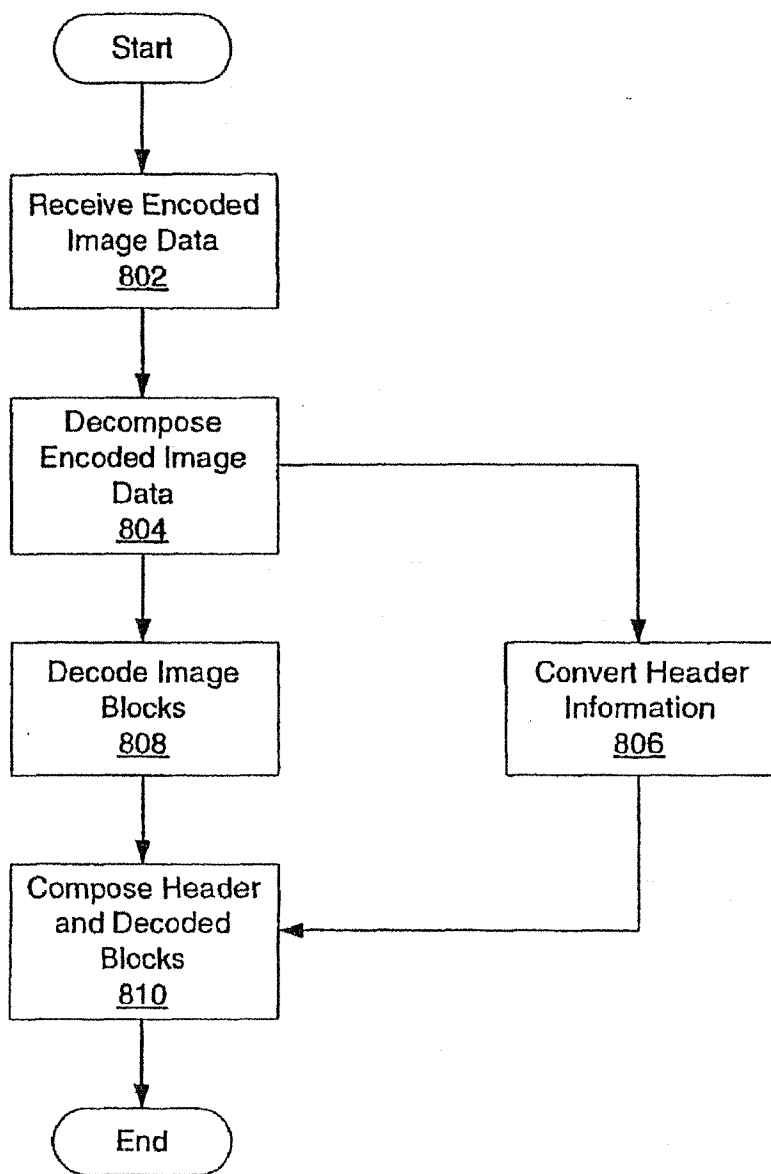 Start
Receive Encoded
Image Data
802
Decompose
Encoded Image
Data
804
Decode Image
Blocks
808
Convert Header
Information
806
Compose Header
and Decoded
Blocks
810
End